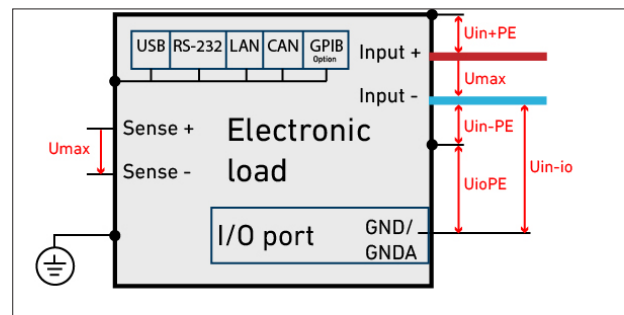 USB RS-232 LAN CAN GPIB
Option
Uin+PE
Input +
Umax
Input -
Uin-PE
Sense +
Umax
Sense -
Electronic
load
UioPE
Uin-io
I/O port
GND/
GNDA